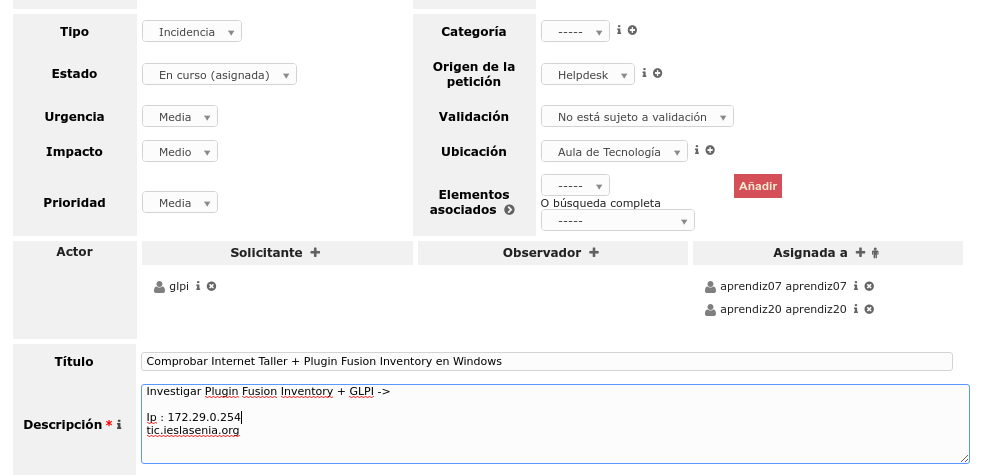 Tipo Incidencia Categoría -----
Estado En curso (asignada) Origen de la petición Helpdesk
Urgencia Media Validación No está sujeto a validación
Impacto Medio Ubicación Aula de Tecnología
Prioridad Media Elementos asociados ----- Añadir
O búsqueda completa
-----
Actor Solicitante Observador Asignada a
glpi aprendiz07 aprendiz07
aprendiz20 aprendiz20
Título Comprobar Internet Taller + Plugin Fusion Inventory en Windows
Descripción * Investigar Plugin Fusion Inventory + GLPI ->
Ip : 172.29.0.254
tic.ieslasenia.org